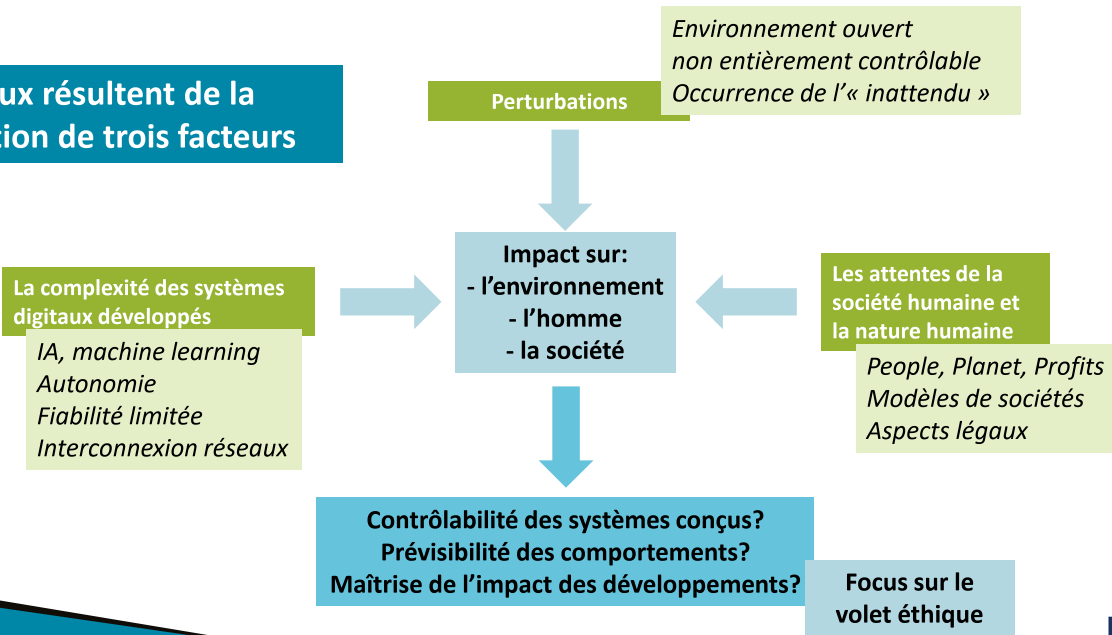 ux résultent de la
tion de trois facteurs
Perturbations
Environnement ouvert
non entièrement contrôlable
Occurrence de l'« inattendu »
La complexité des systèmes
digitaux développés
IA, machine learning
Autonomie
Fiabilité limitée
Interconnexion réseaux
Impact sur:
- l'environnement
- l'homme
- la société
Les attentes de la
société humaine et
la nature humaine
People, Planet, Profits
Modèles de sociétés
Aspects légaux
Contrôlabilité des systèmes conçus?
Prévisibilité des comportements?
Maîtrise de l'impact des développements?
Focus sur le
volet éthique